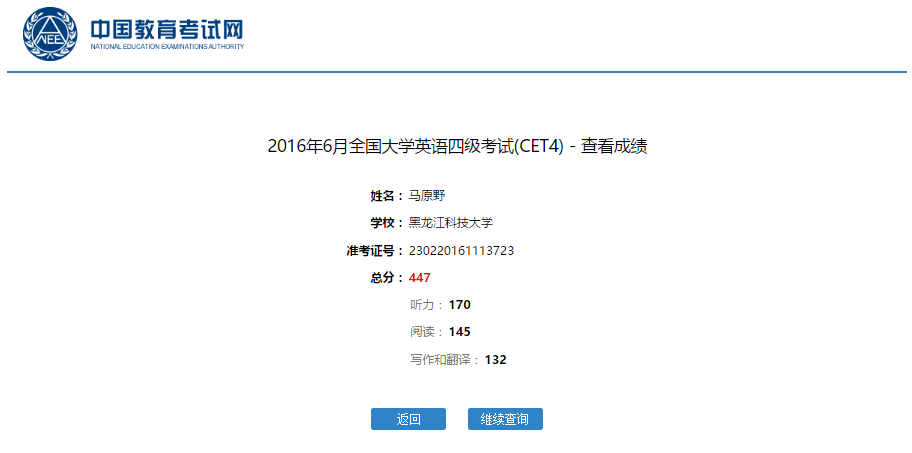 NEE
中国教育考试网
NATIONAL EDUCATION EXAMINATIONS AUTHORITY
2016年6月全国大学英语四级考试(CET4) - 查看成绩
姓名： 马原野
学校： 黑龙江科技大学
准考证号： 230220161113723
总分： 447
听力： 170
阅读： 145
写作和翻译： 132
返回 继续查询